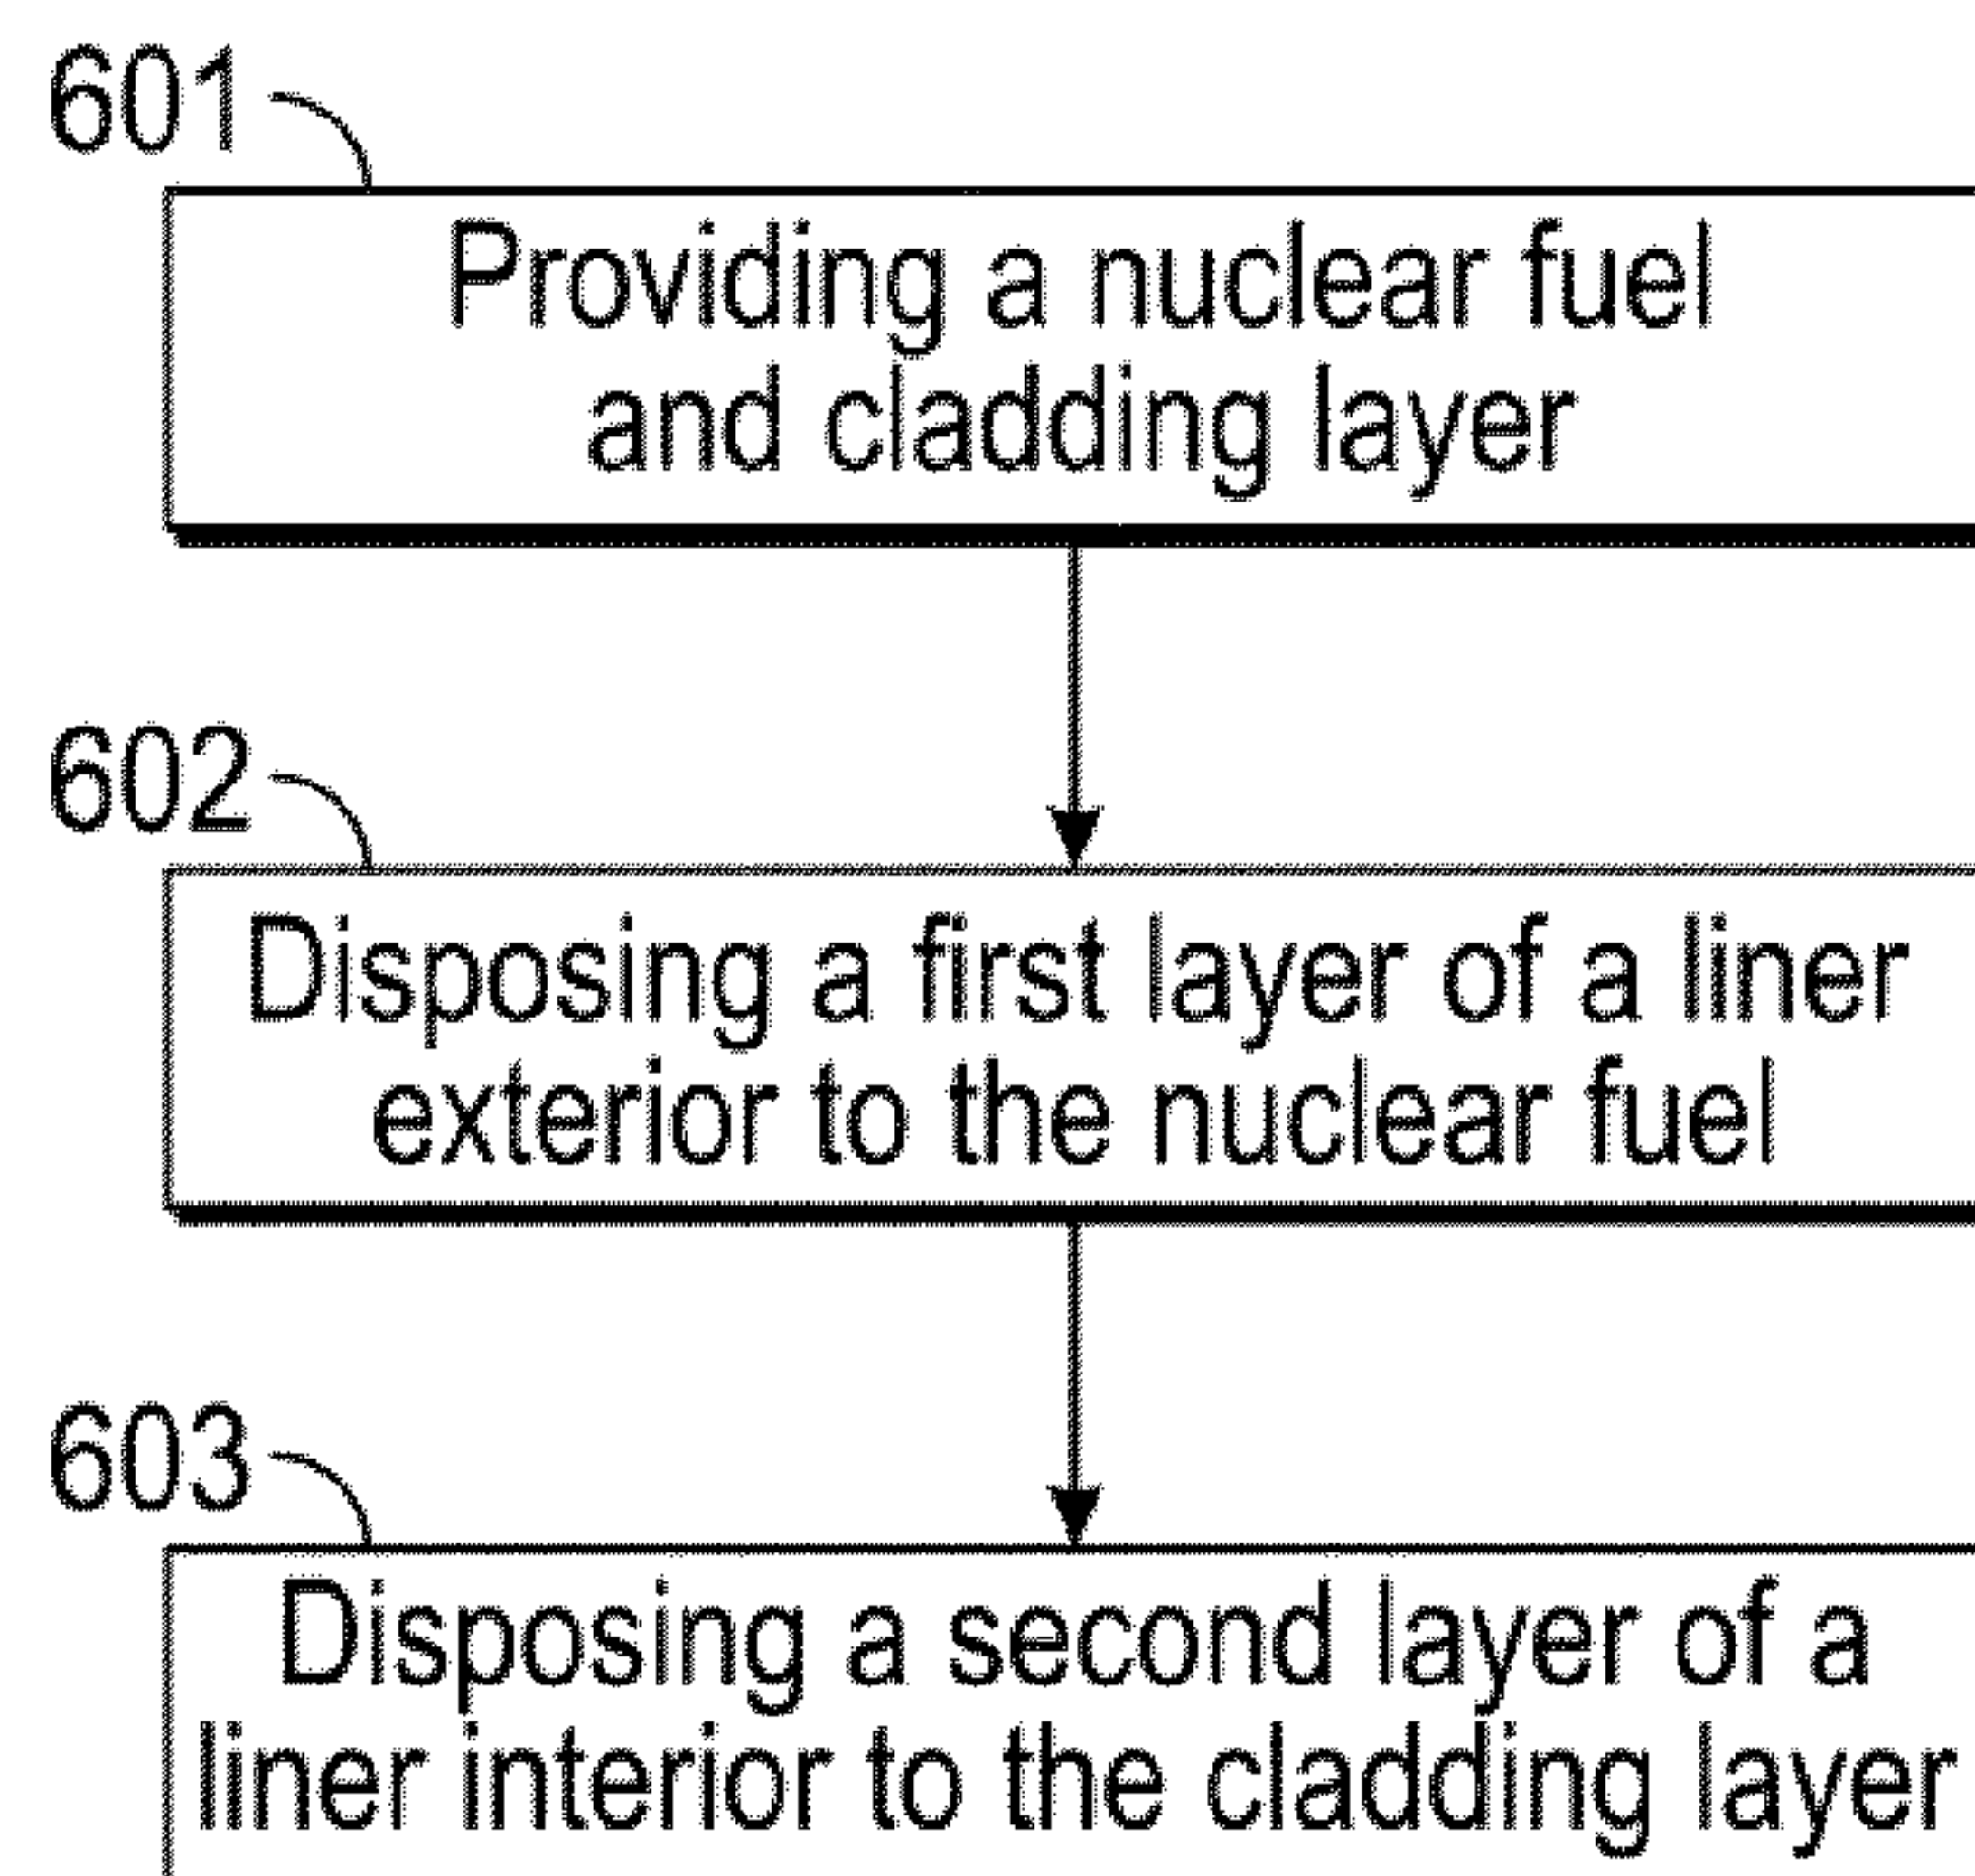 601
Providing a nuclear fuel
and cladding layer
602
Disposing a first layer of a liner
exterior to the nuclear fuel
603
Disposing a second layer of a
liner interior to the cladding layer